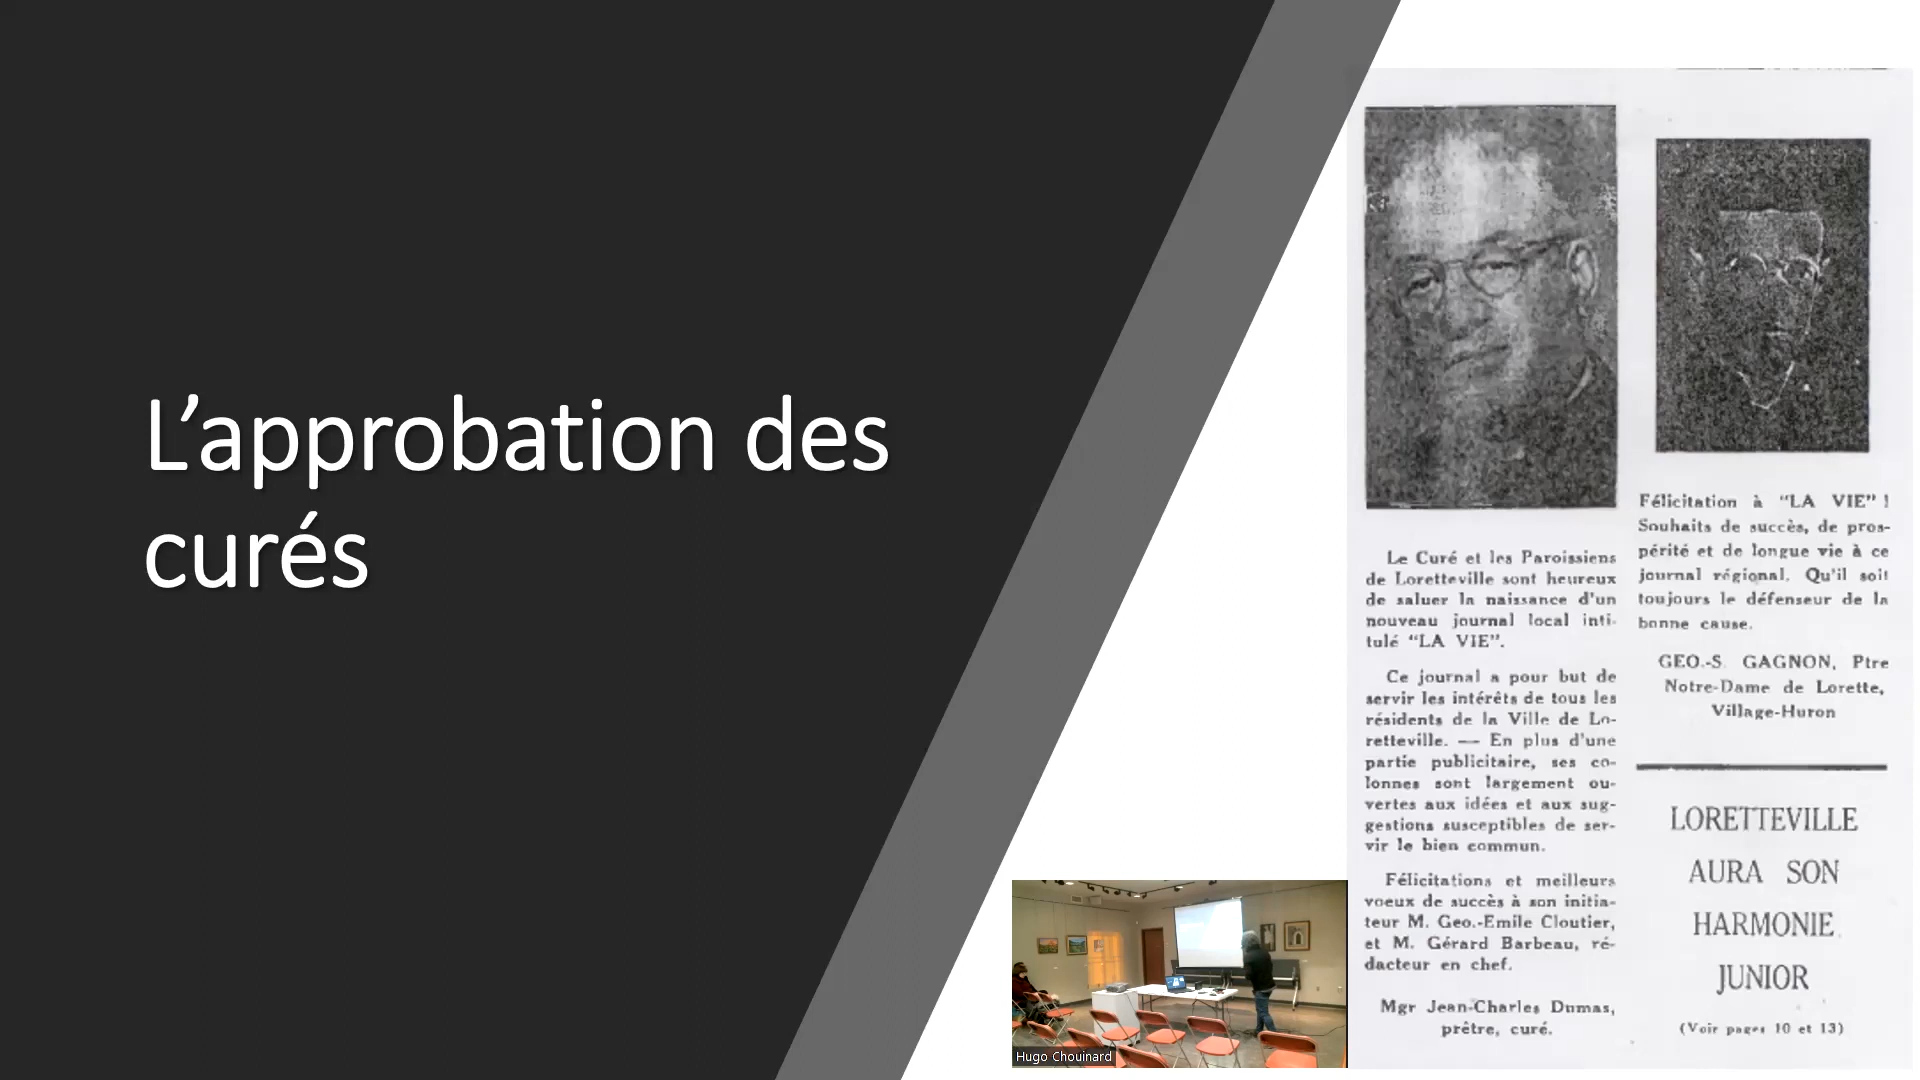 L’approbation des
curés
Le Curé et les Paroissiens
de Loretteville sont heureux
de saluer la naissance d'un
nouveau journal local inti-
tulé “LA VIE”.
Ce journal a pour but de
servir les intérêts de tous les
résidents de la Ville de Lo-
retteville. — En plus d'une
partie publicitaire, ses co-
lonnes sont largement ou-
vertes aux idées et aux sug-
gestions susceptibles de ser-
vir le bien commun.
Félicitations et meilleurs
voeux de succès à son initia-
teur M. Geo.-Emile Cloutier,
et M. Gérard Barbeau, ré-
dacteur en chef.
Mgr Jean-Charles Dumas,
prêtre, curé.
Félicitation à “LA VIE” !
Souhaits de succès, de pros-
périté et de longue vie à ce
journal régional. Qu'il soit
toujours le défenseur de la
bonne cause.
GEO.-S. GAGNON, Ptre
Notre-Dame de Lorette,
Village-Huron
LORETTEVILLE
AURA SON
HARMONIE
JUNIOR
(Voir pages 10 et 13)
Hugo Chouinard